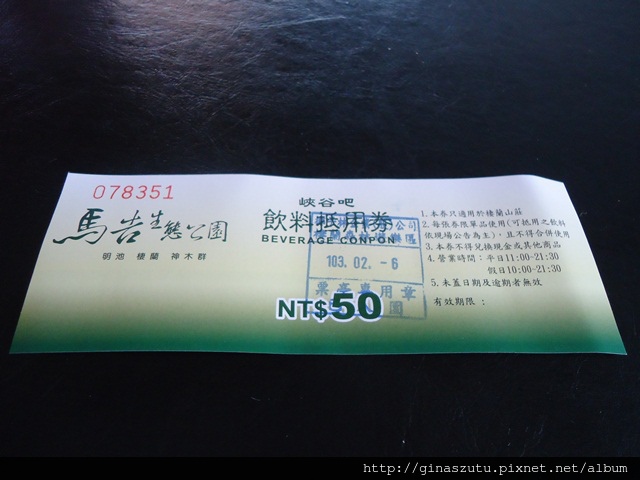 078351
馬告生態公園
明池 棲蘭 神木群
峽谷吧
飲料抵用券
BEVERAGE CONPON
103.02.-6
票亭專用章
NT$50
1.本券只適用於棲蘭山莊
2.每張券限單品使用(可抵用之飲料
依現場公告為主)，且不得合併使用
3.本券不得兌換現金或其他商品
4.營業時間：平日11:00-21:30
假日10:00-21:30
5.未蓋日期及逾期者無效
有效期限：
http://ginaszutu.pixnet.net/album